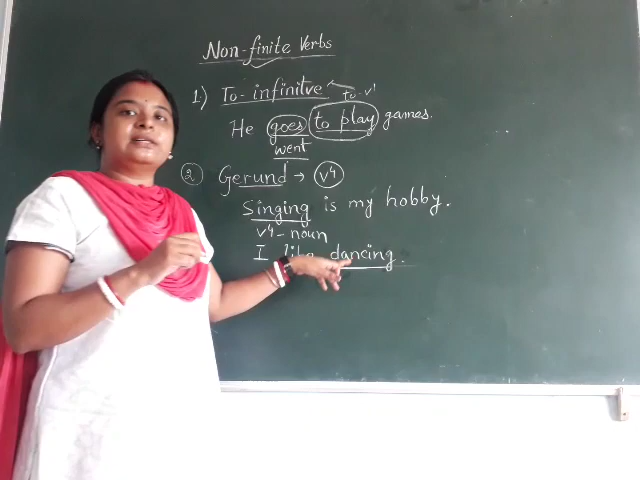 Non-finite Verbs
1) To-infinitve
to-v¹
He goes to play games.
went
2 Gerund → v⁴
Singing is my hobby.
v⁴- noun
I like dancing.